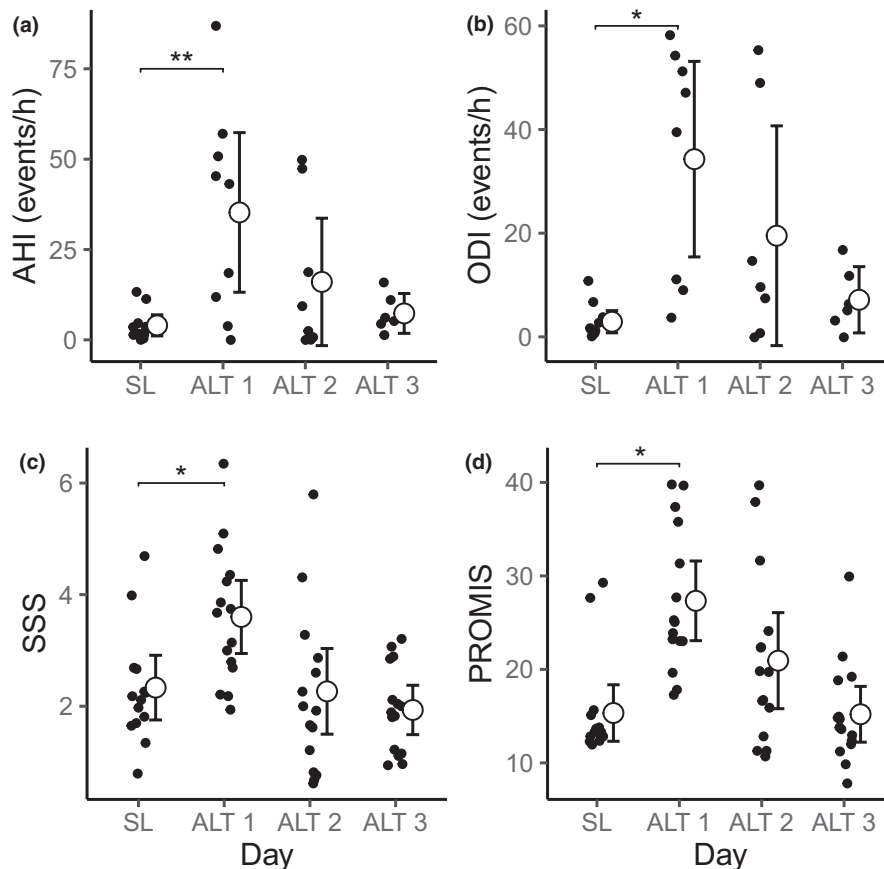 (a)
**
75
50
25
0
AHI (events/h)
SL ALT 1 ALT 2 ALT 3
(b)
*
60
40
20
0
ODI (events/h)
SL ALT 1 ALT 2 ALT 3
(c)
*
6
4
2
SSS
SL ALT 1 ALT 2 ALT 3
Day
(d)
*
40
30
20
10
PROMIS
SL ALT 1 ALT 2 ALT 3
Day